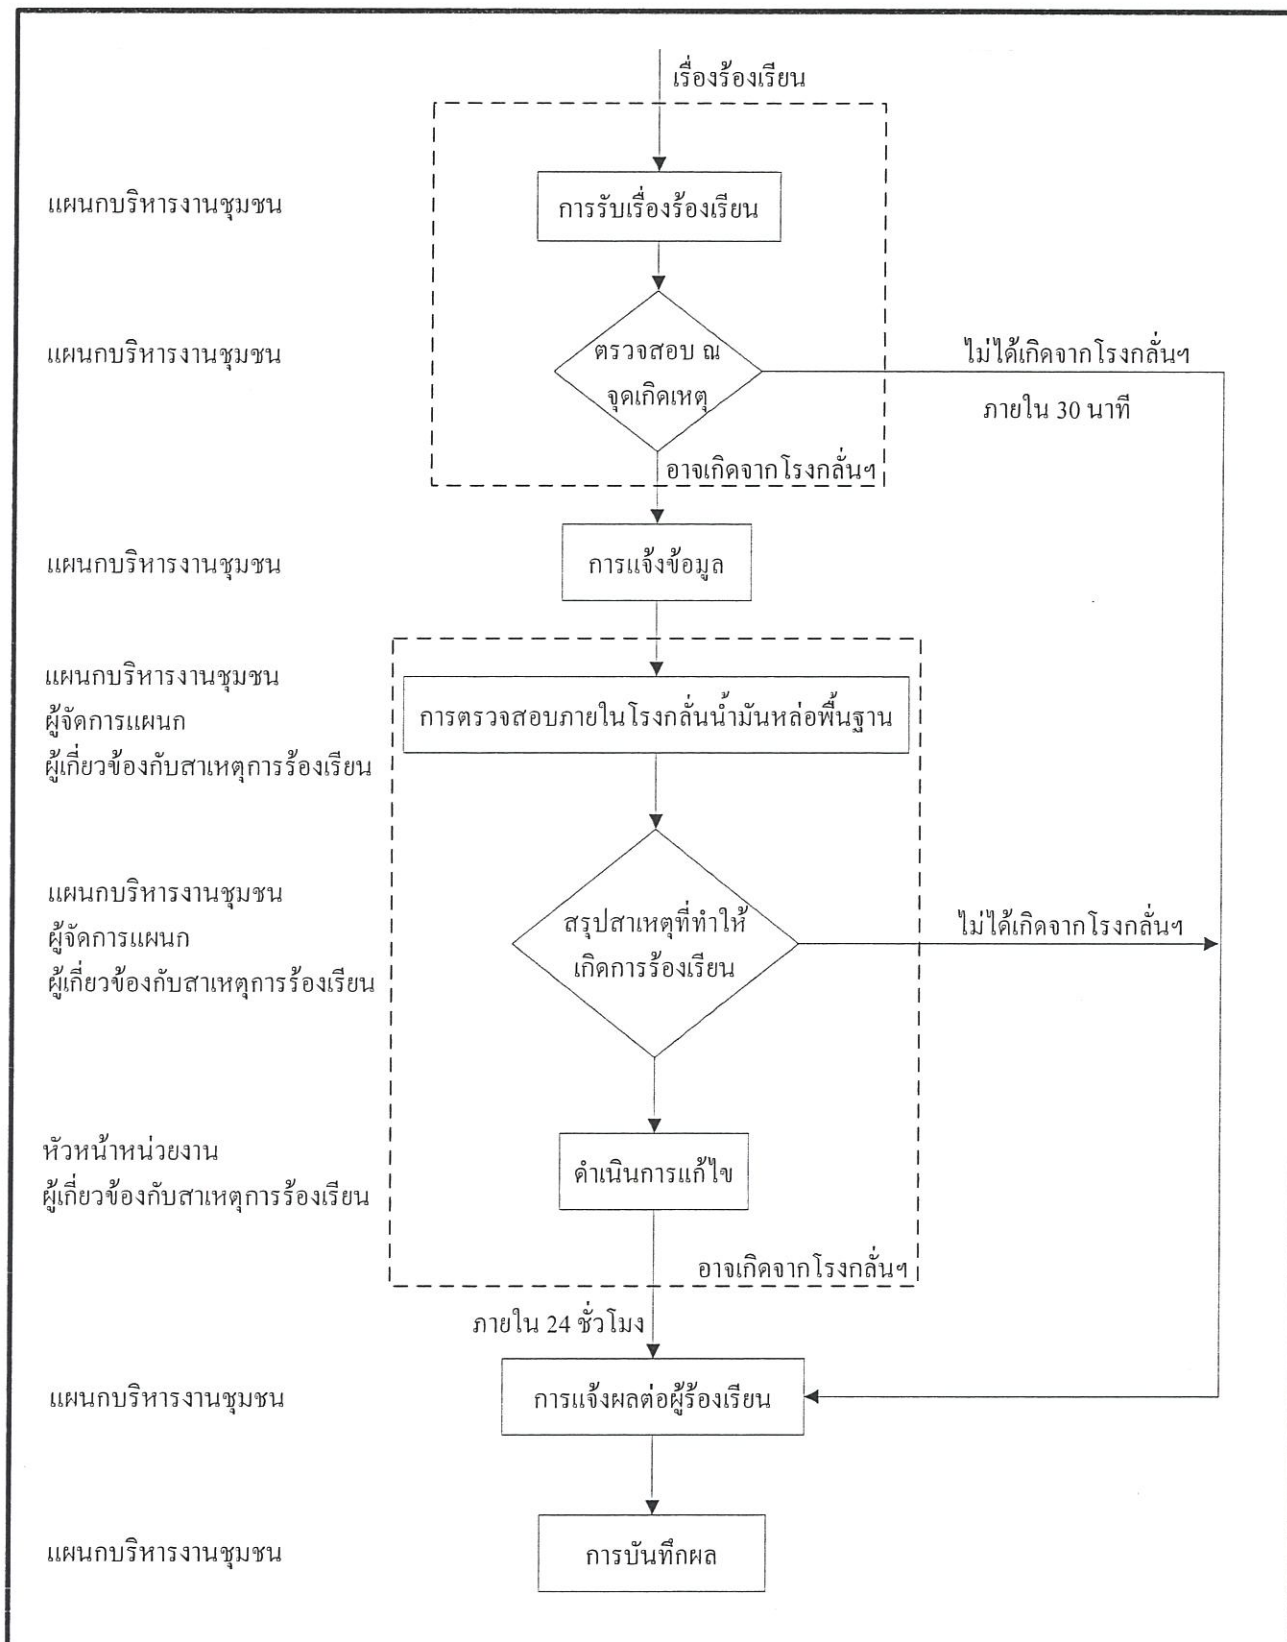 เรื่องร้องเรียน
แผนกบริหารงานชุมชน
การรับเรื่องร้องเรียน
แผนกบริหารงานชุมชน
ตรวจสอบ ณ
จุดเกิดเหตุ
ไม่ได้เกิดจากโรงกลั่นฯ
ภายใน 30 นาที
อาจเกิดจากโรงกลั่นฯ
แผนกบริหารงานชุมชน
การแจ้งข้อมูล
แผนกบริหารงานชุมชน
ผู้จัดการแผนก
ผู้เกี่ยวข้องกับสาเหตุการร้องเรียน
การตรวจสอบภายในโรงกลั่นน้ำมันหล่อพื้นฐาน
แผนกบริหารงานชุมชน
ผู้จัดการแผนก
ผู้เกี่ยวข้องกับสาเหตุการร้องเรียน
สรุปสาเหตุที่ทำให้
เกิดการร้องเรียน
ไม่ได้เกิดจากโรงกลั่นฯ
หัวหน้าหน่วยงาน
ผู้เกี่ยวข้องกับสาเหตุการร้องเรียน
ดำเนินการแก้ไข
อาจเกิดจากโรงกลั่นฯ
ภายใน 24 ชั่วโมง
แผนกบริหารงานชุมชน
การแจ้งผลต่อผู้ร้องเรียน
แผนกบริหารงานชุมชน
การบันทึกผล